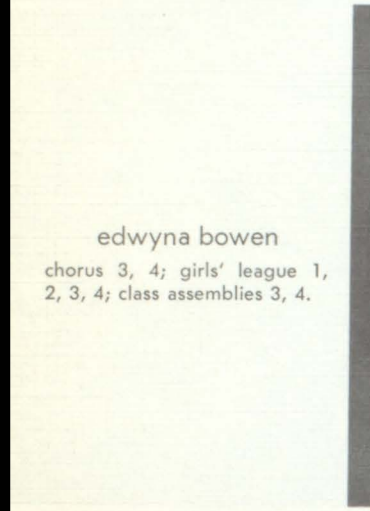 edwyna bowen
chorus 3, 4; girls' league 1,
2, 3, 4; class assemblies 3, 4.